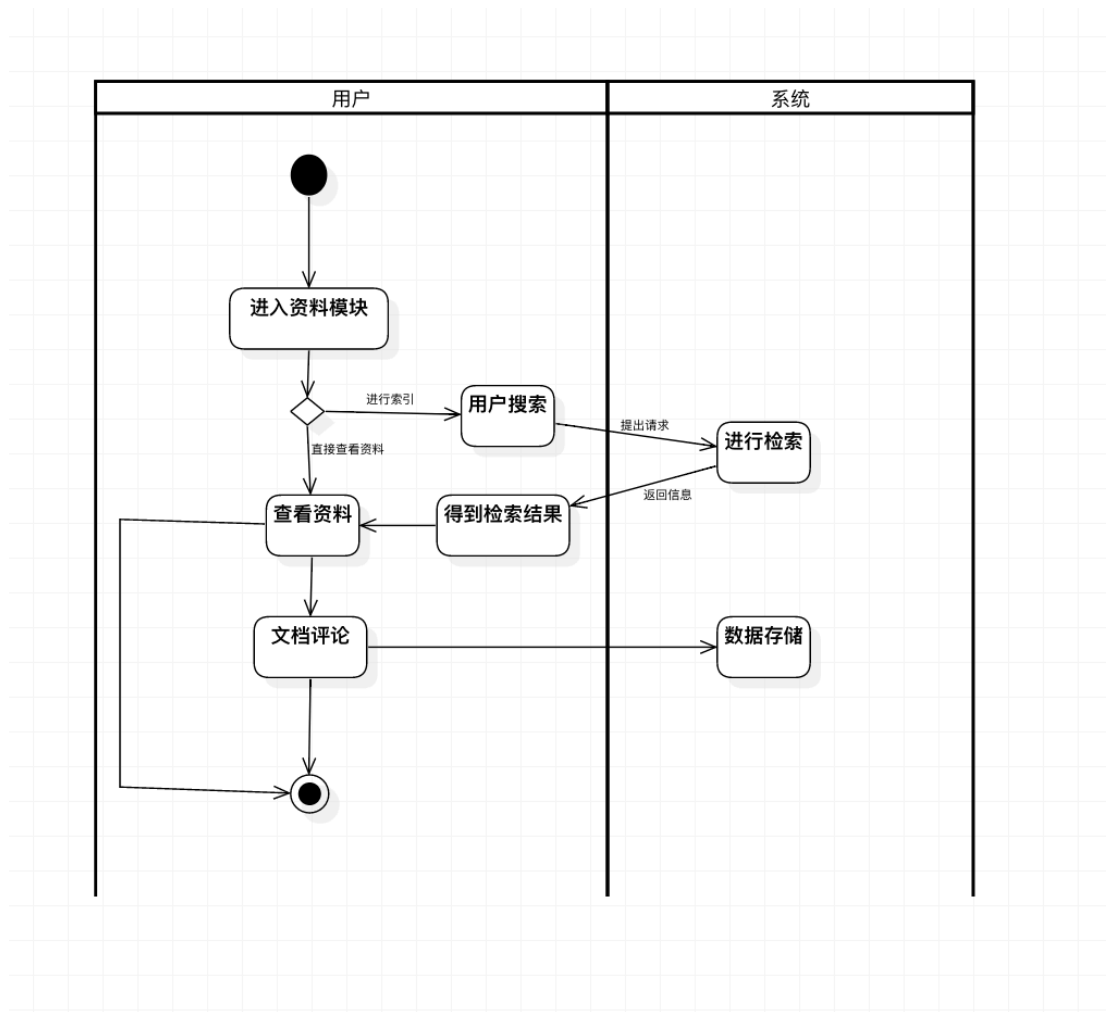 用户
系统
进入资料模块
进行索引
用户搜索
提出请求
进行检索
直接查看资料
返回信息
查看资料
得到检索结果
文档评论
数据存储